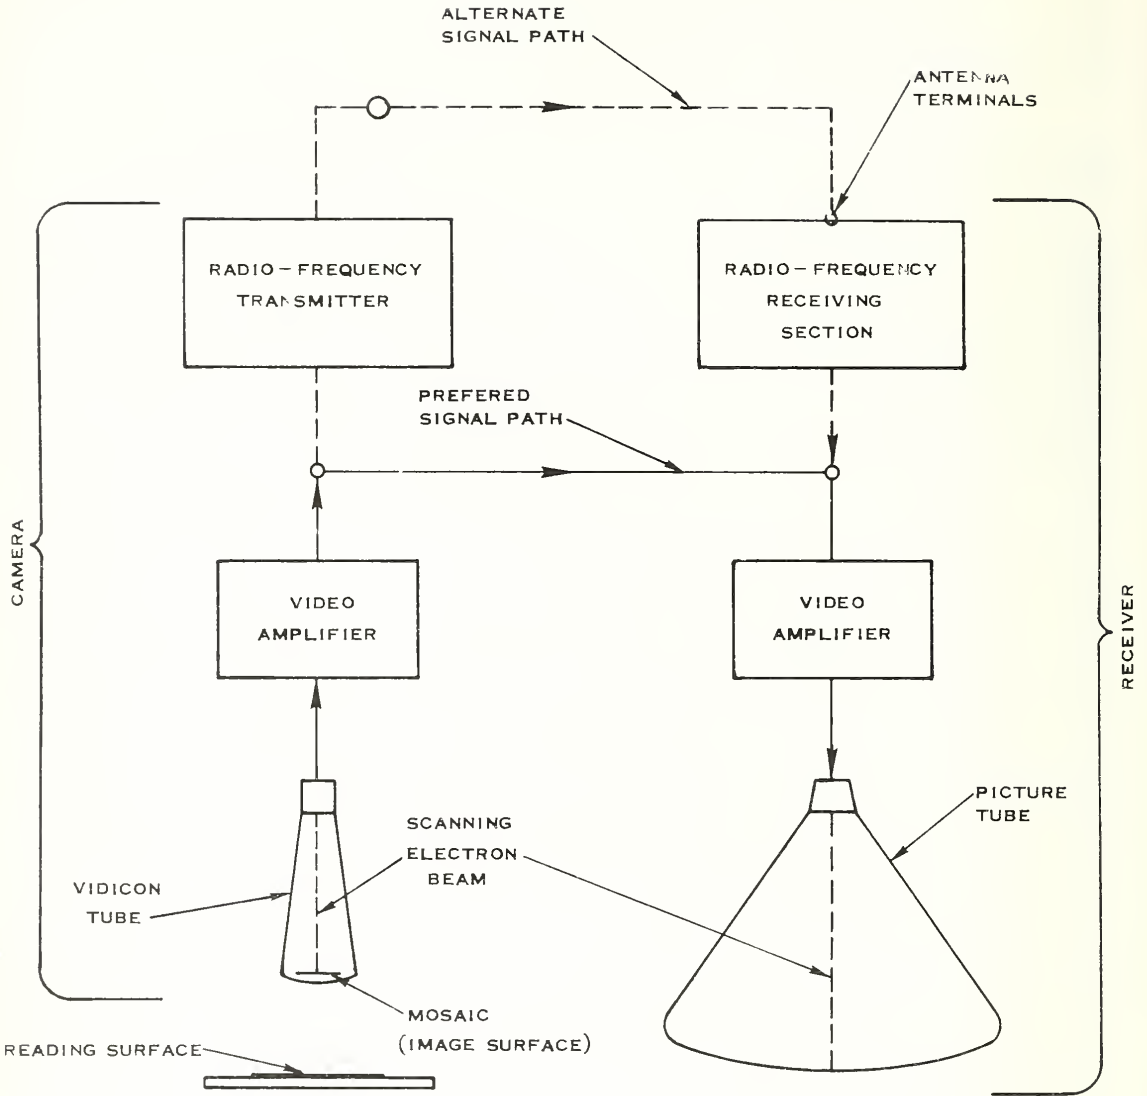 ALTERNATE
SIGNAL PATH
ANTENNA
TERMINALS
RADIO-FREQUENCY
TRANSMITTER
RADIO-FREQUENCY
RECEIVING
SECTION
PREFERED
SIGNAL PATH
CAMERA
VIDEO
AMPLIFIER
VIDEO
AMPLIFIER
RECEIVER
SCANNING
ELECTRON
BEAM
PICTURE
TUBE
VIDICON
TUBE
MOSAIC
(IMAGE SURFACE)
READING SURFACE